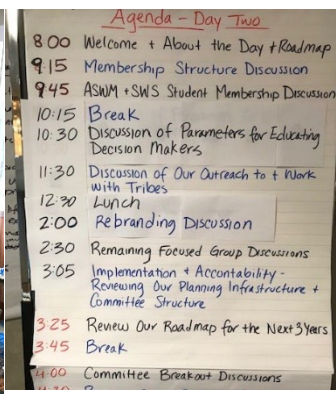 Agenda - Day Two
8 00 Welcome + About the Day + Roadmap
9:15 Membership Structure Discussion
9 45 ASWM + SWS Student Membership Discussion
10:15 Break
10:30 Discussion of Parameters for Educating
Decision Makers
11:30 Discussion of Our Outreach to + Work
with Tribes
12:30 Lunch
2:00 Rebranding Discussion
2:30 Remaining Focused Group Discussions
3:05 Implementation + Accontability -
Reviewing Our Planning Infrastructure +
Committee Structure
3:25 Review Our Roadmap for the Next 3 Years
3:45 Break
4:00 Committee Breakout Discussions